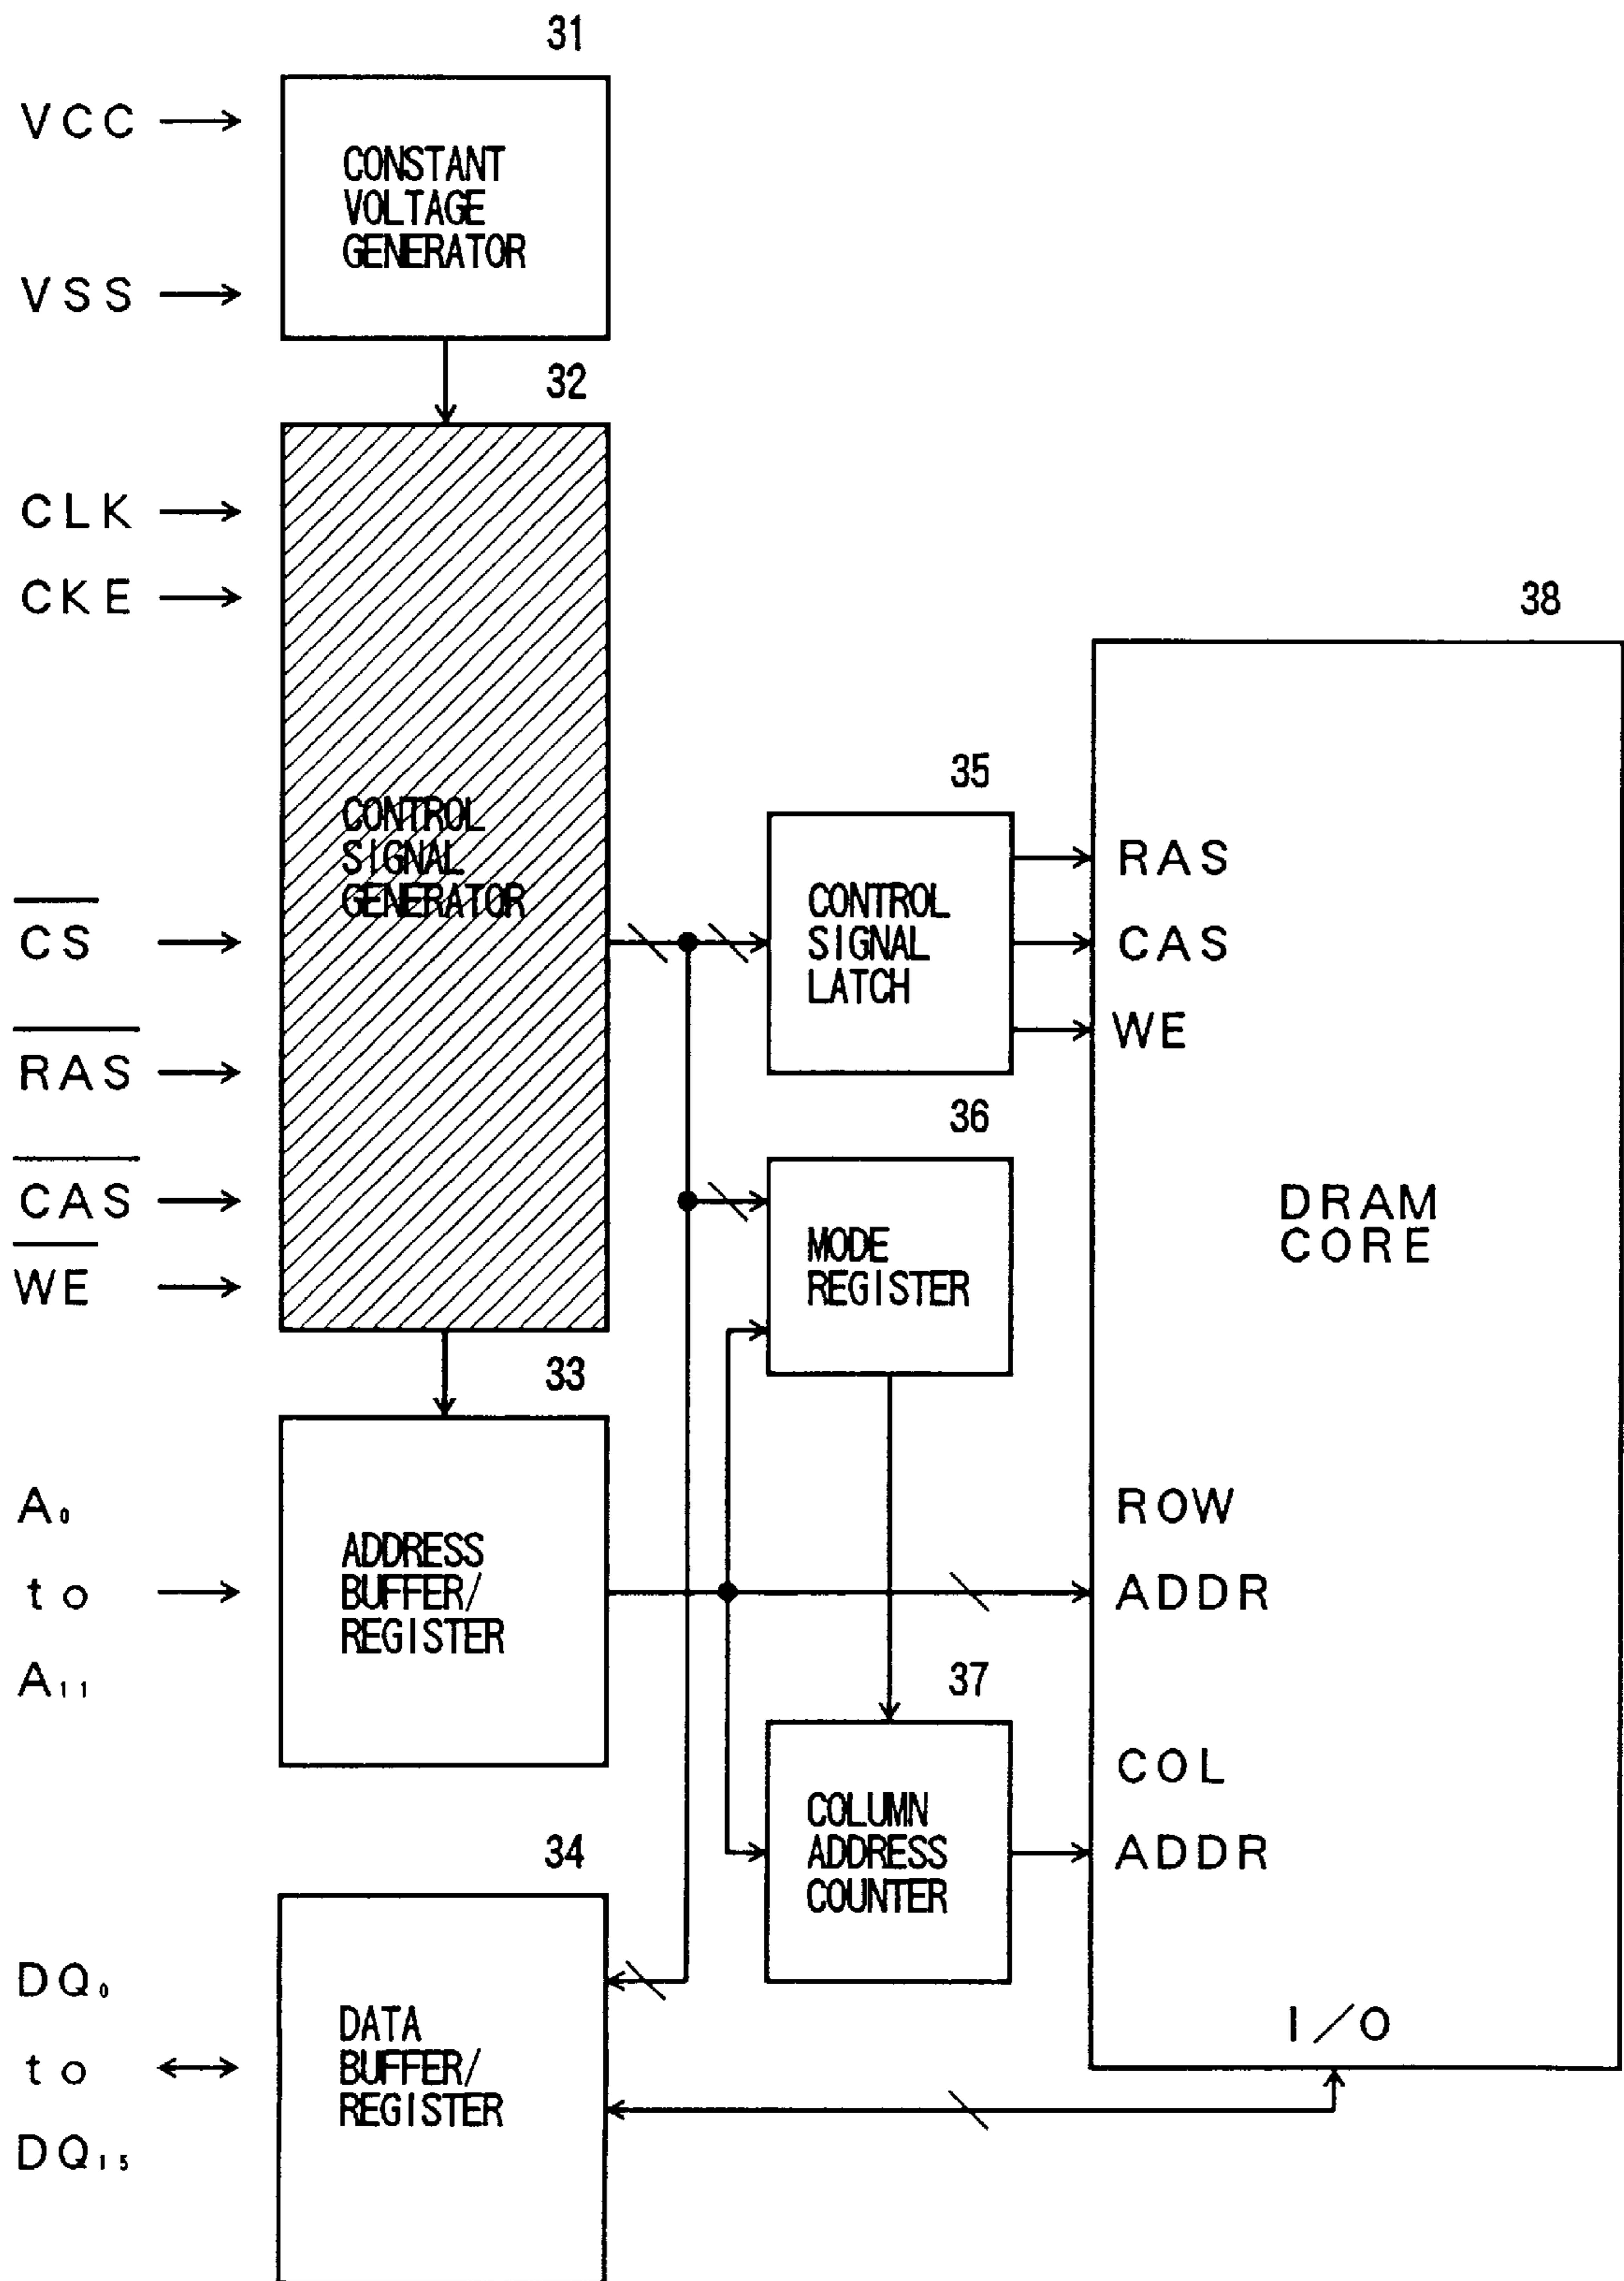 31
VCC
CONSTANT
VOLTAGE
GENERATOR
VSS
32
CLK
CKE
CONTROL
SIGNAL
GENERATOR
CS
RAS
CAS
WE
33
A₀
to
A₁₁
ADDRESS
BUFFER/
REGISTER
34
DQ₀
to
DQ₁₅
DATA
BUFFER/
REGISTER
35
CONTROL
SIGNAL
LATCH
36
MODE
REGISTER
37
COLUMN
ADDRESS
COUNTER
38
RAS
CAS
WE
DRAM
CORE
ROW
ADDR
COL
ADDR
I/O